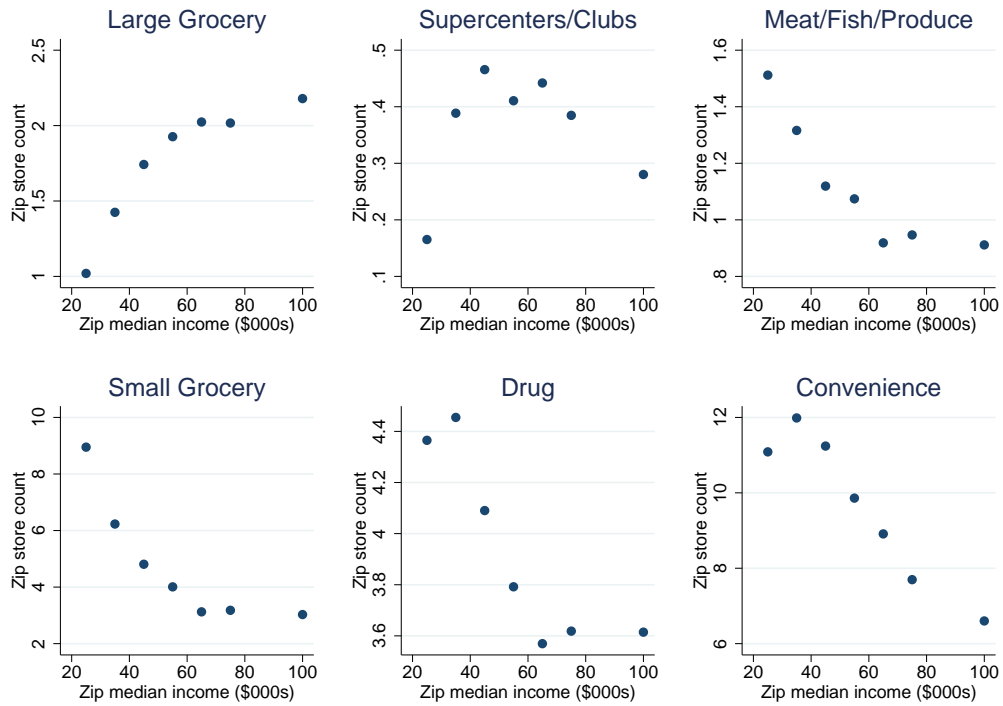 Large Grocery
Zip store count
2.5
2
1.5
1
20 40 60 80 100
Zip median income ($000s)
Supercenters/Clubs
Zip store count
.5
.4
.3
.2
.1
20 40 60 80 100
Zip median income ($000s)
Meat/Fish/Produce
Zip store count
1.6
1.4
1.2
1
.8
20 40 60 80 100
Zip median income ($000s)
Small Grocery
Zip store count
10
8
6
4
2
20 40 60 80 100
Zip median income ($000s)
Drug
Zip store count
4.4
4.2
4
3.8
3.6
20 40 60 80 100
Zip median income ($000s)
Convenience
Zip store count
12
10
8
6
20 40 60 80 100
Zip median income ($000s)